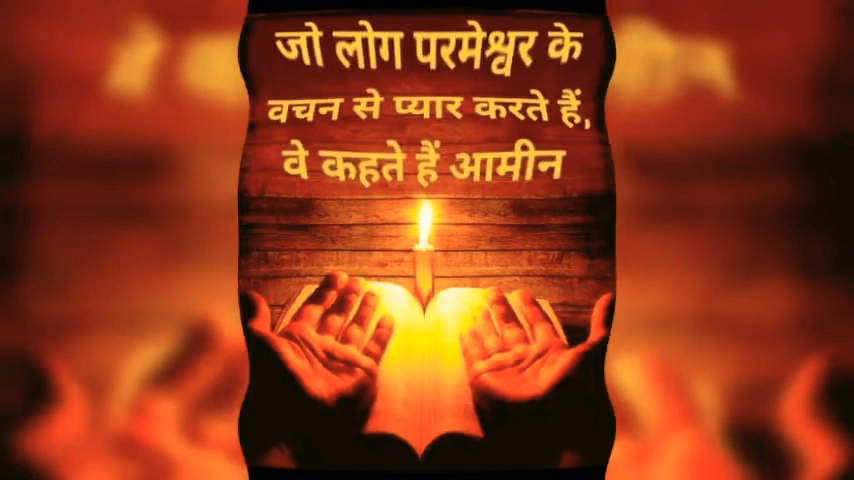 जो लोग परमेश्वर के
वचन से प्यार करते हैं,
वे कहते हैं आमीन